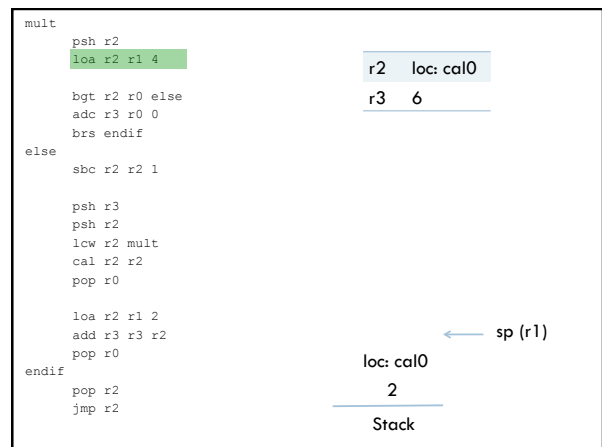 mult
psh r2
loa r2 r1 4
bgt r2 r0 else
adc r3 r0 0
brs endif
else
sbc r2 r2 1
psh r3
psh r2
lcw r2 mult
cal r2 r2
pop r0
loa r2 r1 2
add r3 r3 r2
pop r0
endif
pop r2
jmp r2
r2 loc: cal0
r3 6
sp (r1)
loc: cal0
2
Stack